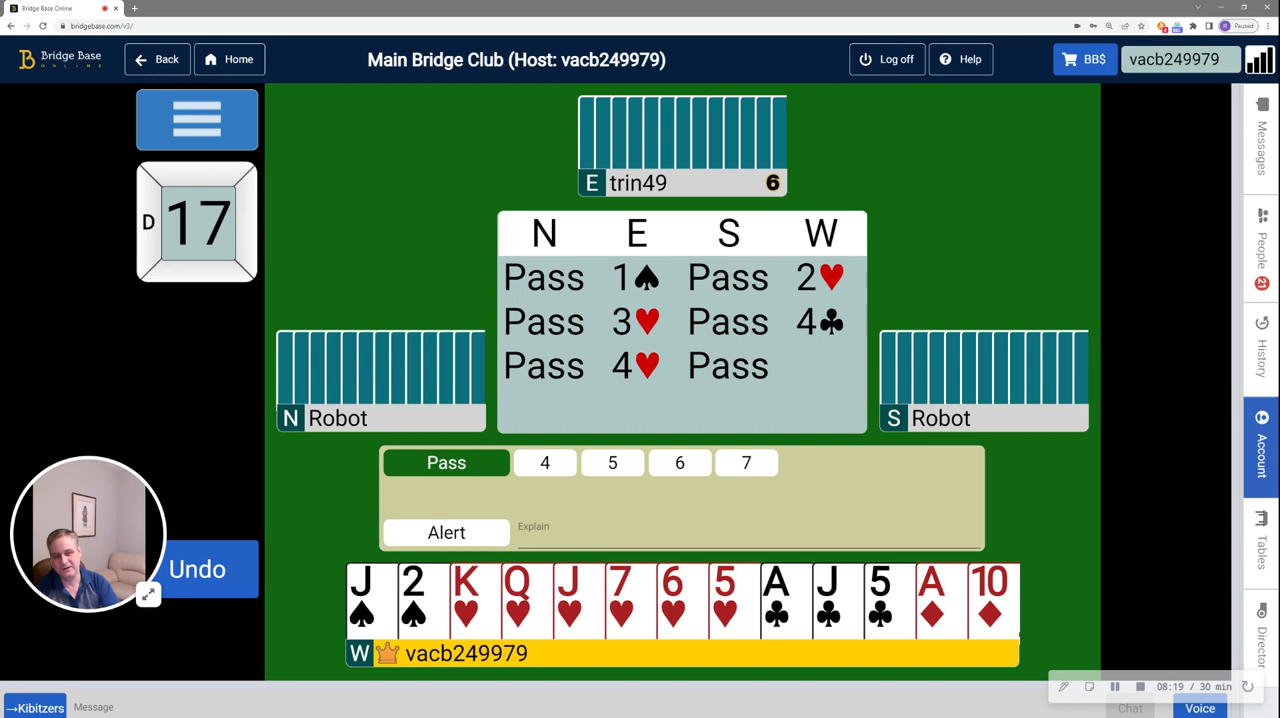 Bridge Base Online
Paused
bridgebase.com/v3/
Bridge Base
ONLINE
Back
Home
Main Bridge Club (Host: vacb249979)
Log off
Help
BB$
vacb249979
D 17
E trin49 6
N E S W
Pass 1♠ Pass 2♥
Pass 3♥ Pass 4♣
Pass 4♥ Pass
N Robot
S Robot
Pass 4 5 6 7
Alert Explain
Undo
J 2 K Q J 7 6 5 A J 5 A 10
♠ ♠ ♥ ♥ ♥ ♥ ♥ ♥ ♣ ♣ ♣ ♦ ♦
W vacb249979
08:19 / 30 min
→Kibitzers Message Chat Voice
Messages
People
21
History
Account
Tables
Director